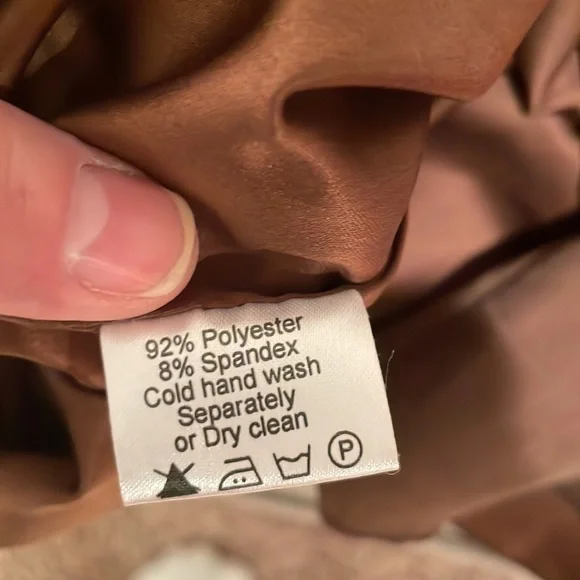 92% Polyester
8% Spandex
Cold hand wash
Separately
or Dry clean
P